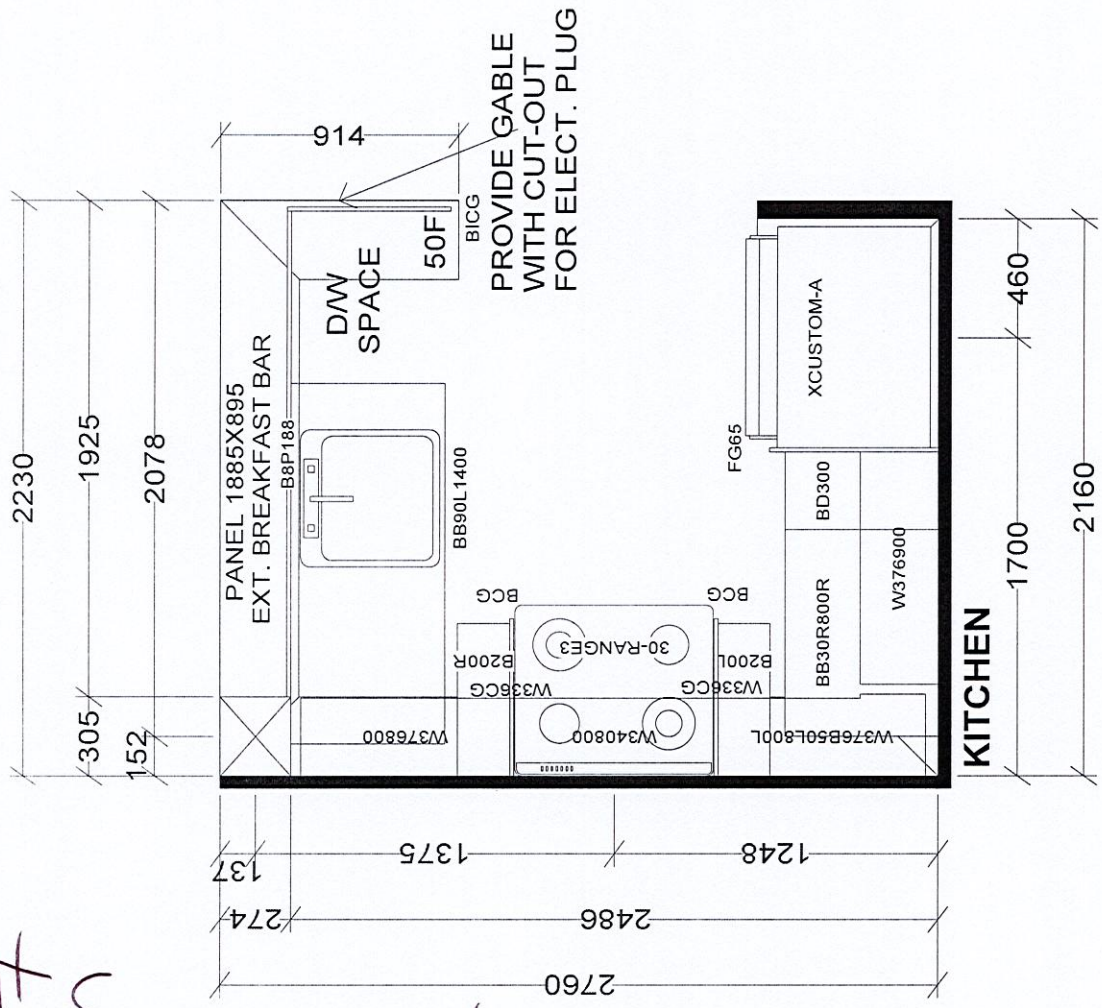 2230
1925
2078
305
152
914
PANEL 1885X895
EXT. BREAKFAST BAR
B8P188
D/W
SPACE
50F
BICG
PROVIDE GABLE
WITH CUT-OUT
FOR ELECT. PLUG
BB90L1400
W376800
B200R
BCG
W336CG
30-RANGE3
W340800
W336CG
B200L
BCG
W376B50L800L
BB30R800R
BD300
W376900
FG65
XCUSTOM-A
137
1375
1248
274
2486
2760
460
1700
2160
KITCHEN